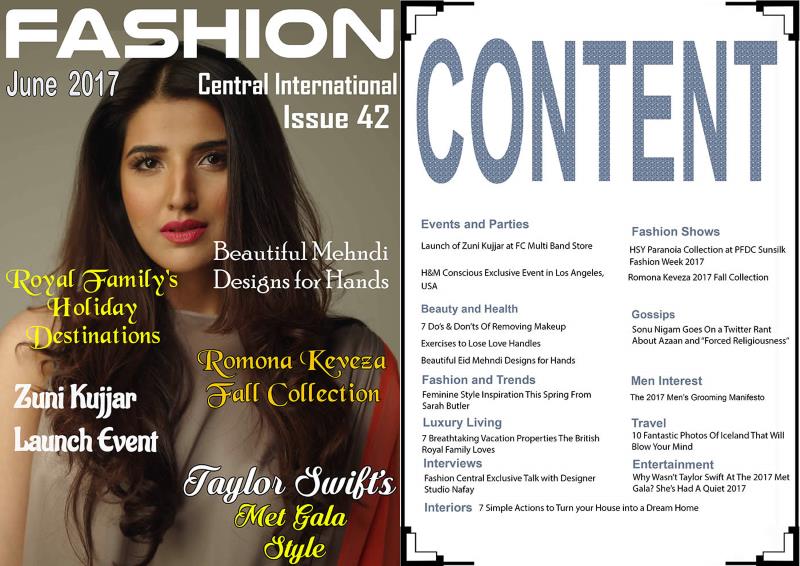 FASHION
June 2017
Central International
Issue 42
Beautiful Mehndi
Designs for Hands
Royal Family's
Holiday
Destinations
Romona Keveza
Fall Collection
Zuni Kujjar
Launch Event
Taylor Swift's
Met Gala
Style
CONTENT
Events and Parties
Launch of Zuni Kujjar at FC Multi Band Store
H&M Conscious Exclusive Event in Los Angeles,
USA
Beauty and Health
7 Do's & Don'ts Of Removing Makeup
Exercises to Lose Love Handles
Beautiful Eid Mehndi Designs for Hands
Fashion and Trends
Feminine Style Inspiration This Spring From
Sarah Butler
Luxury Living
7 Breathtaking Vacation Properties The British
Royal Family Loves
Interviews
Fashion Central Exclusive Talk with Designer
Studio Nafay
Interiors 7 Simple Actions to Turn your House into a Dream Home
Fashion Shows
HSY Paranoia Collection at PFDC Sunsilk
Fashion Week 2017
Romona Keveza 2017 Fall Collection
Gossips
Sonu Nigam Goes On a Twitter Rant
About Azaan and "Forced Religiousness"
Men Interest
The 2017 Men's Grooming Manifesto
Travel
10 Fantastic Photos Of Iceland That Will
Blow Your Mind
Entertainment
Why Wasn't Taylor Swift At The 2017 Met
Gala? She's Had A Quiet 2017